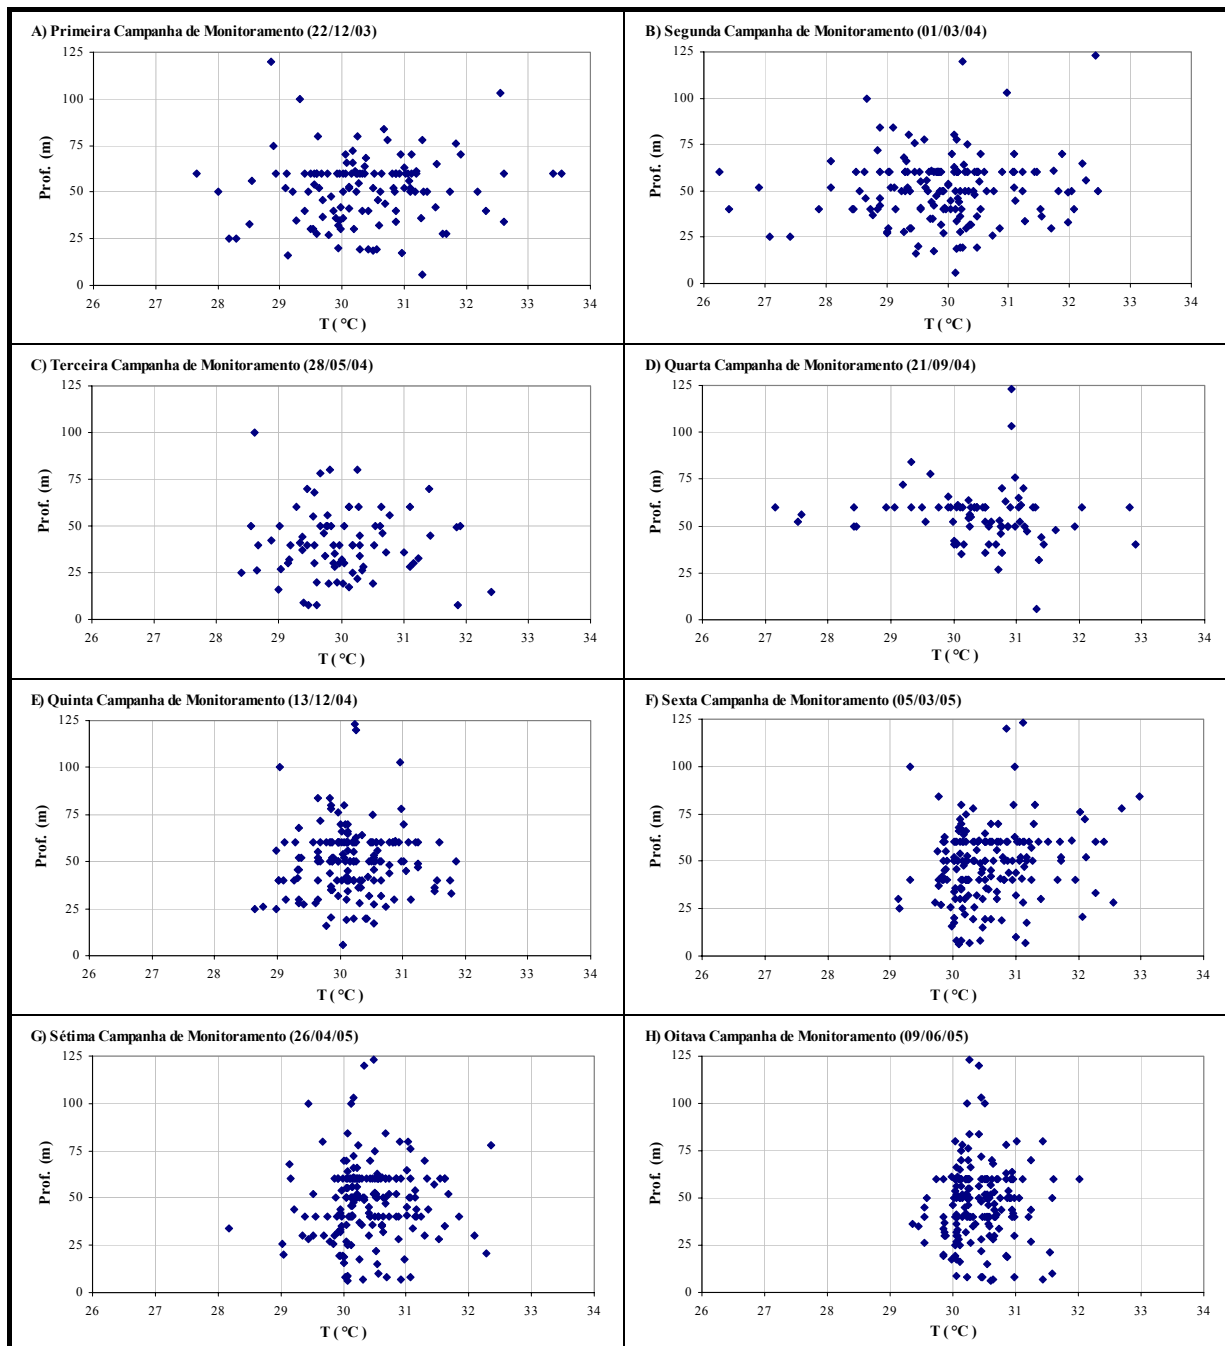 A) Primeira Campanha de Monitoramento (22/12/03)
125
100
75
50
25
0
Prof. (m)
26 27 28 29 30 31 32 33 34
T ( °C )
B) Segunda Campanha de Monitoramento (01/03/04)
125
100
75
50
25
0
Prof. (m)
26 27 28 29 30 31 32 33 34
T ( °C )
C) Terceira Campanha de Monitoramento (28/05/04)
125
100
75
50
25
0
Prof. (m)
26 27 28 29 30 31 32 33 34
T ( °C )
D) Quarta Campanha de Monitoramento (21/09/04)
125
100
75
50
25
0
Prof. (m)
26 27 28 29 30 31 32 33 34
T ( °C )
E) Quinta Campanha de Monitoramento (13/12/04)
125
100
75
50
25
0
Prof. (m)
26 27 28 29 30 31 32 33 34
T ( °C )
F) Sexta Campanha de Monitoramento (05/03/05)
125
100
75
50
25
0
Prof. (m)
26 27 28 29 30 31 32 33 34
T ( °C )
G) Sétima Campanha de Monitoramento (26/04/05)
125
100
75
50
25
0
Prof. (m)
26 27 28 29 30 31 32 33 34
T ( °C )
H) Oitava Campanha de Monitoramento (09/06/05)
125
100
75
50
25
0
Prof. (m)
26 27 28 29 30 31 32 33 34
T ( °C )